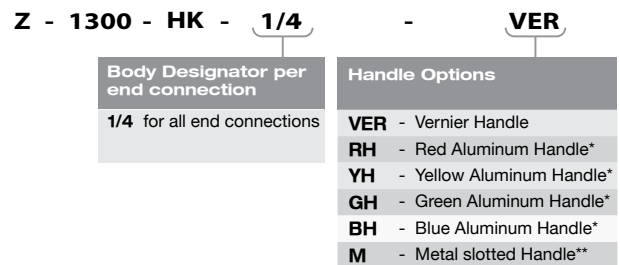 Z - 1300 - HK - 1/4 - VER
Body Designator per
end connection
1/4 for all end connections
Handle Options
VER - Vernier Handle
RH - Red Aluminum Handle*
YH - Yellow Aluminum Handle*
GH - Green Aluminum Handle*
BH - Blue Aluminum Handle*
M - Metal slotted Handle**